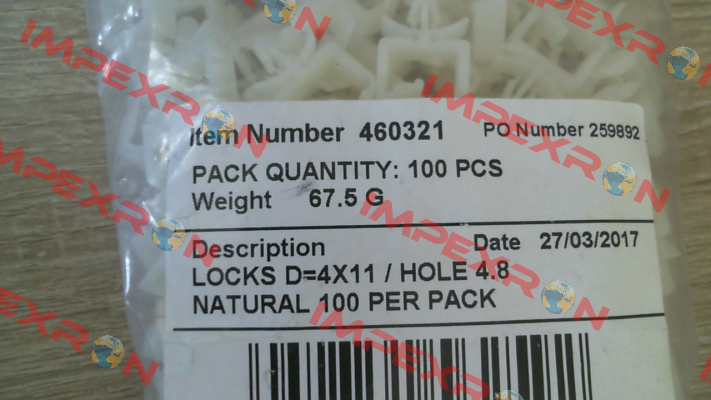 Item Number 460321 PO Number 259892
PACK QUANTITY: 100 PCS
Weight 67.5 G
Description Date 27/03/2017
LOCKS D=4X11 / HOLE 4.8
NATURAL 100 PER PACK
IMPEXRON
IMPEXRON
IMPEXRON
IMPEXRON
IMPEXRON